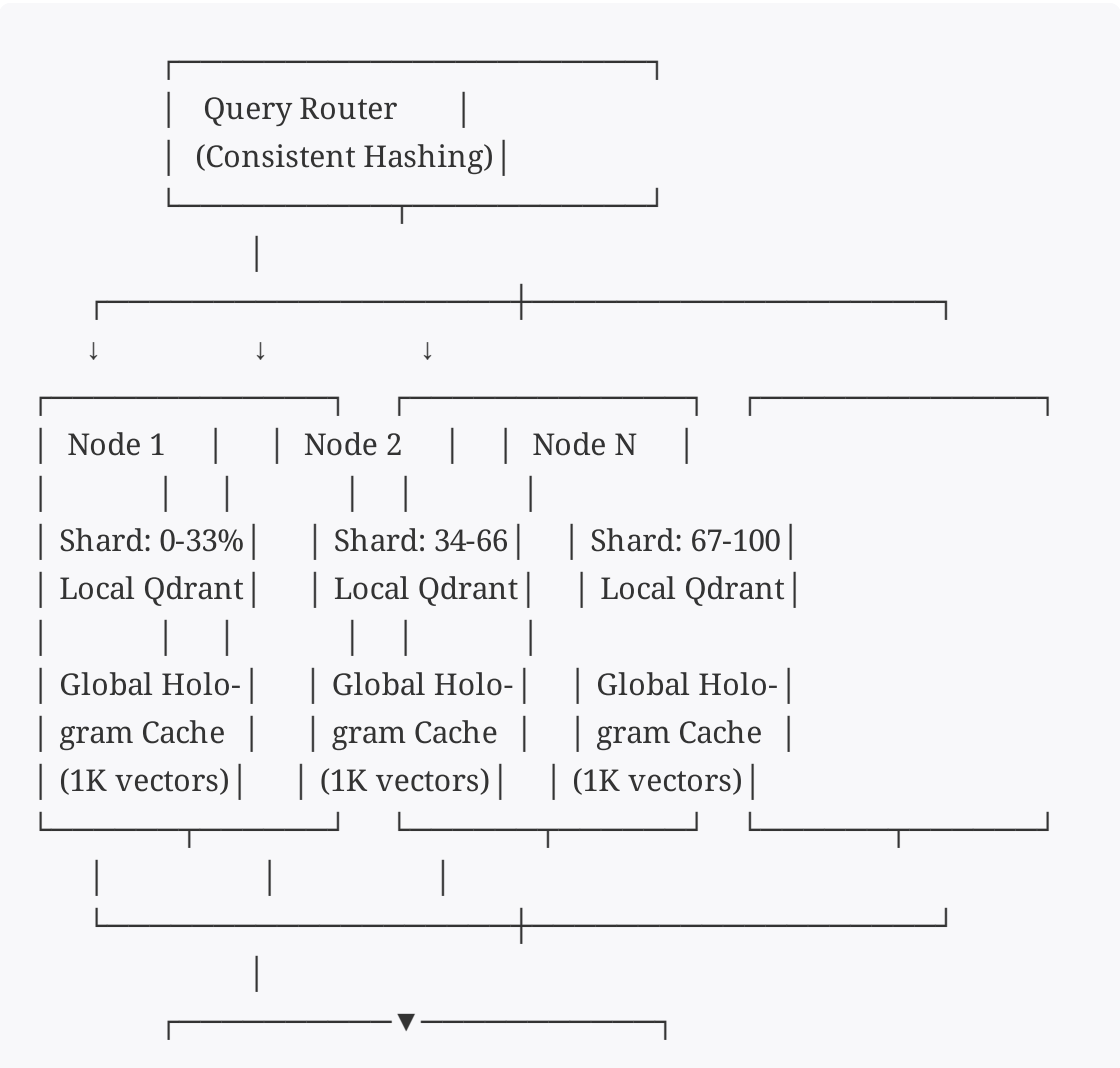 Query Router
(Consistent Hashing)
↓ ↓ ↓
Node 1 Node 2 Node N
Shard: 0-33% Shard: 34-66 Shard: 67-100
Local Qdrant Local Qdrant Local Qdrant
Global Holo- Global Holo- Global Holo-
gram Cache gram Cache gram Cache
(1K vectors) (1K vectors) (1K vectors)
▼